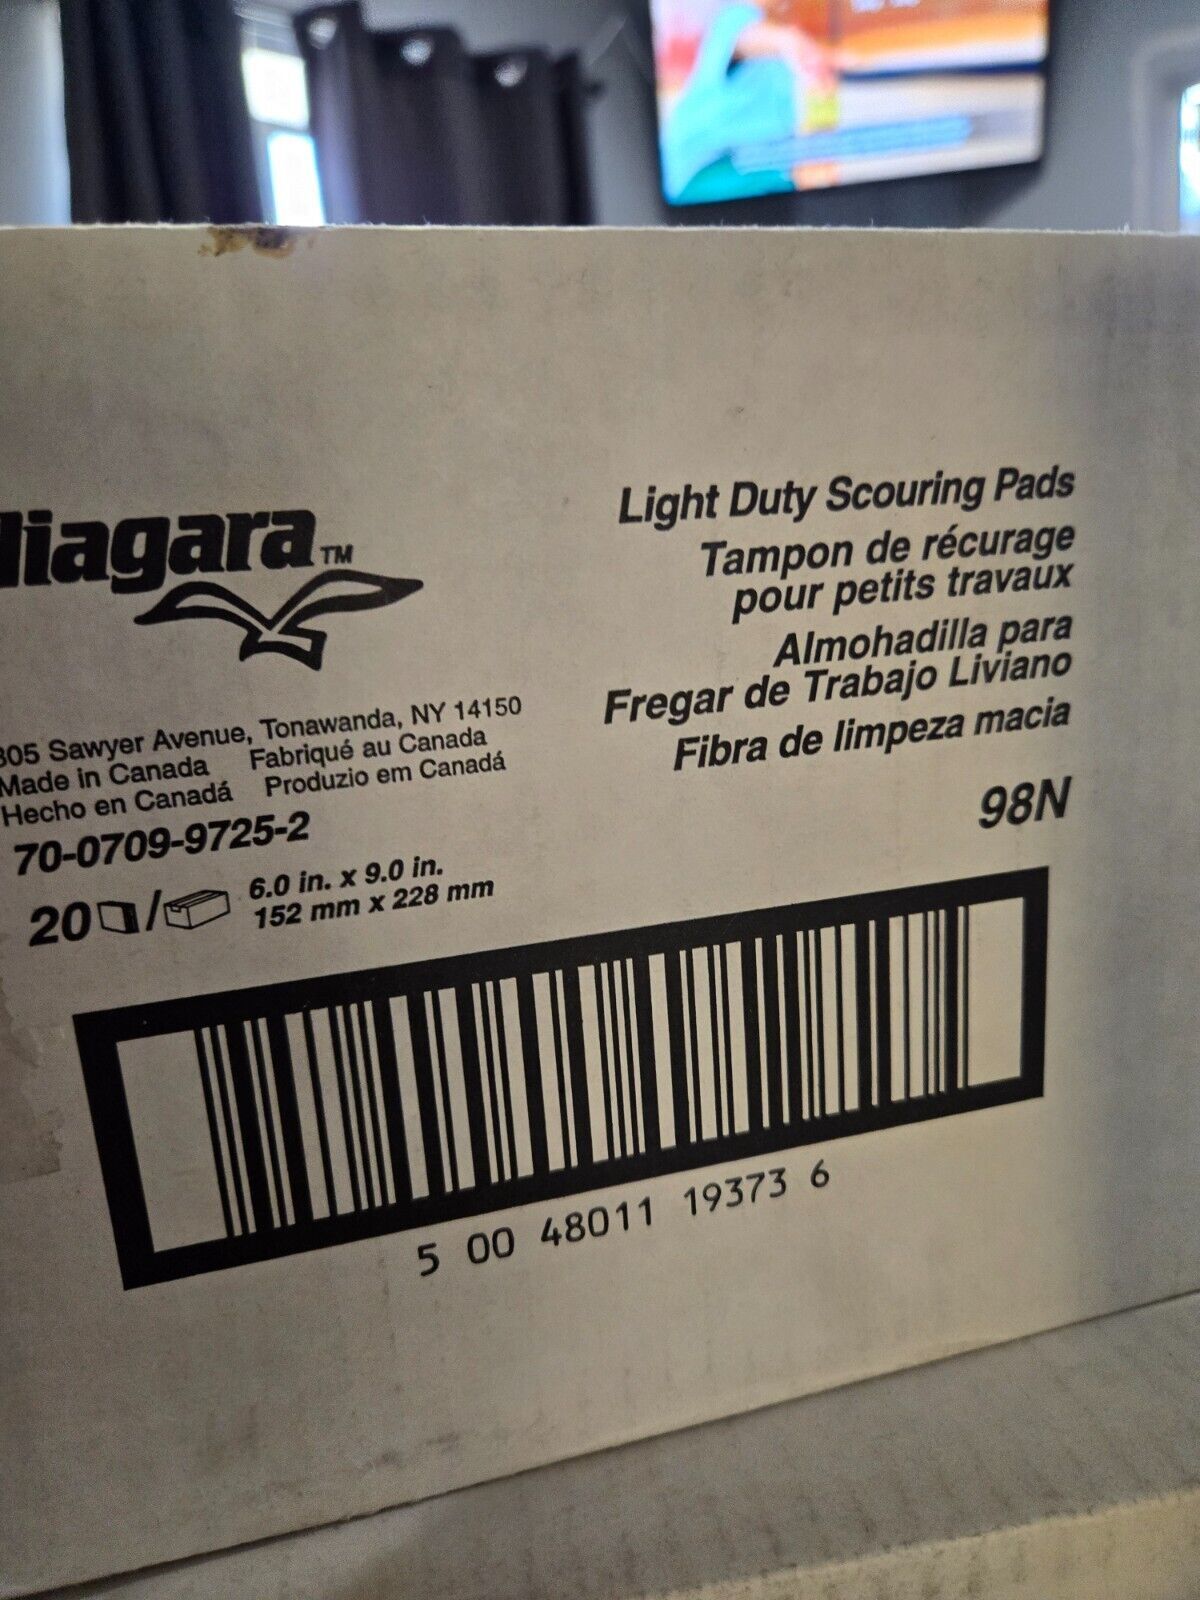 Niagara™
Light Duty Scouring Pads
Tampon de récurage
pour petits travaux
Almohadilla para
Fregar de Trabajo Liviano
Fibra de limpeza macia
98N
305 Sawyer Avenue, Tonawanda, NY 14150
Made in Canada Fabriqué au Canada
Hecho en Canadá Produzio em Canadá
70-0709-9725-2
20 /
6.0 in. x 9.0 in.
152 mm x 228 mm
5 00 48011 19373 6